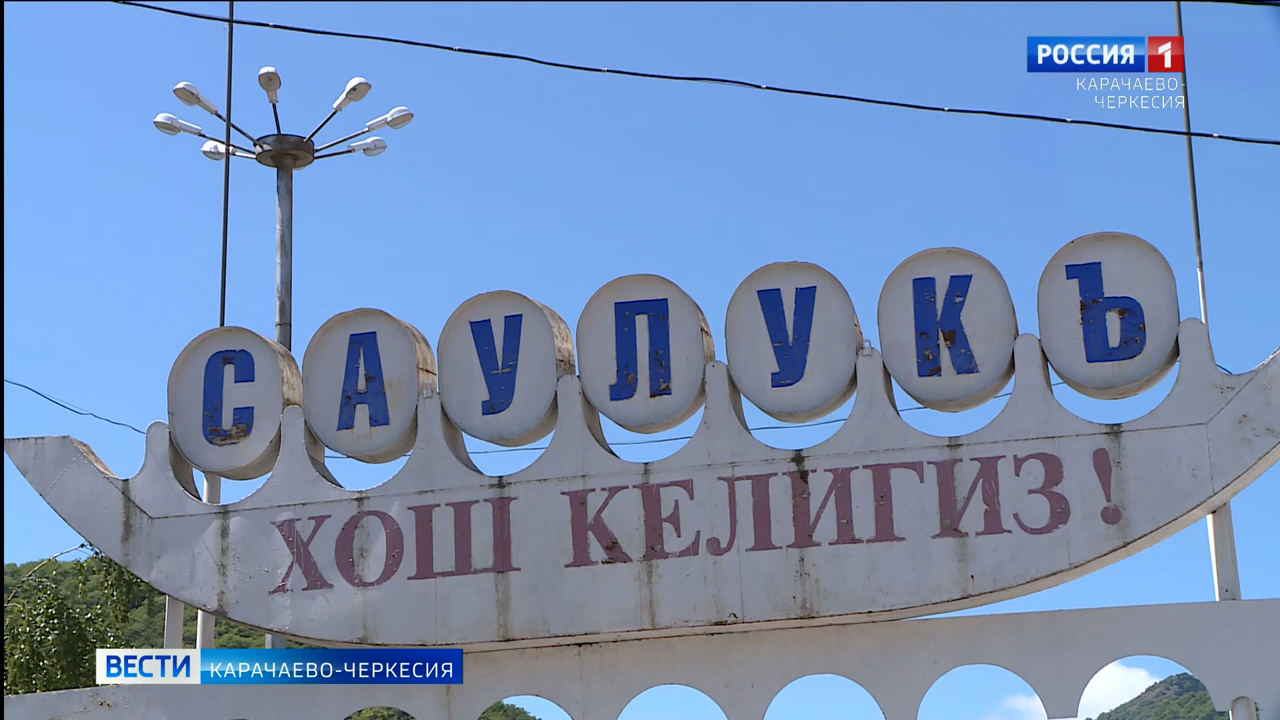 РОССИЯ 1
КАРАЧАЕВО-
ЧЕРКЕСИЯ
САУЛУКЪ
ХОШ КЕЛИГИЗ!
ВЕСТИ КАРАЧАЕВО-ЧЕРКЕСИЯ